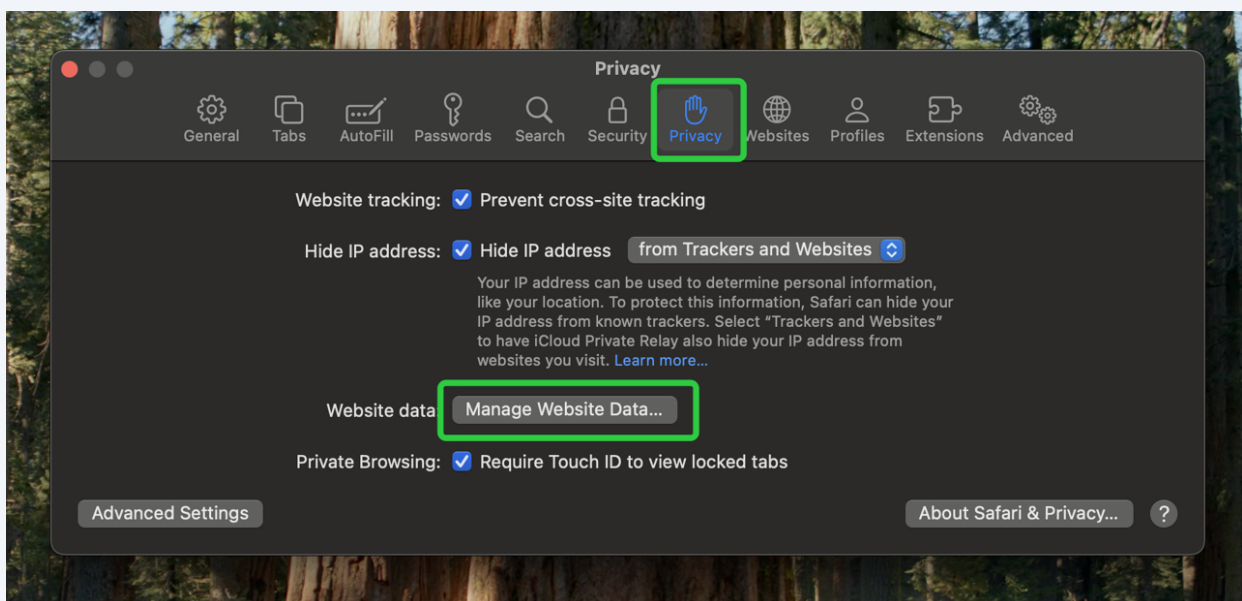 Privacy
General Tabs AutoFill Passwords Search Security Privacy Websites Profiles Extensions Advanced
Website tracking: Prevent cross-site tracking
Hide IP address: Hide IP address from Trackers and Websites
Your IP address can be used to determine personal information,
like your location. To protect this information, Safari can hide your
IP address from known trackers. Select “Trackers and Websites”
to have iCloud Private Relay also hide your IP address from
websites you visit. Learn more...
Website data: Manage Website Data...
Private Browsing: Require Touch ID to view locked tabs
Advanced Settings About Safari & Privacy... ?